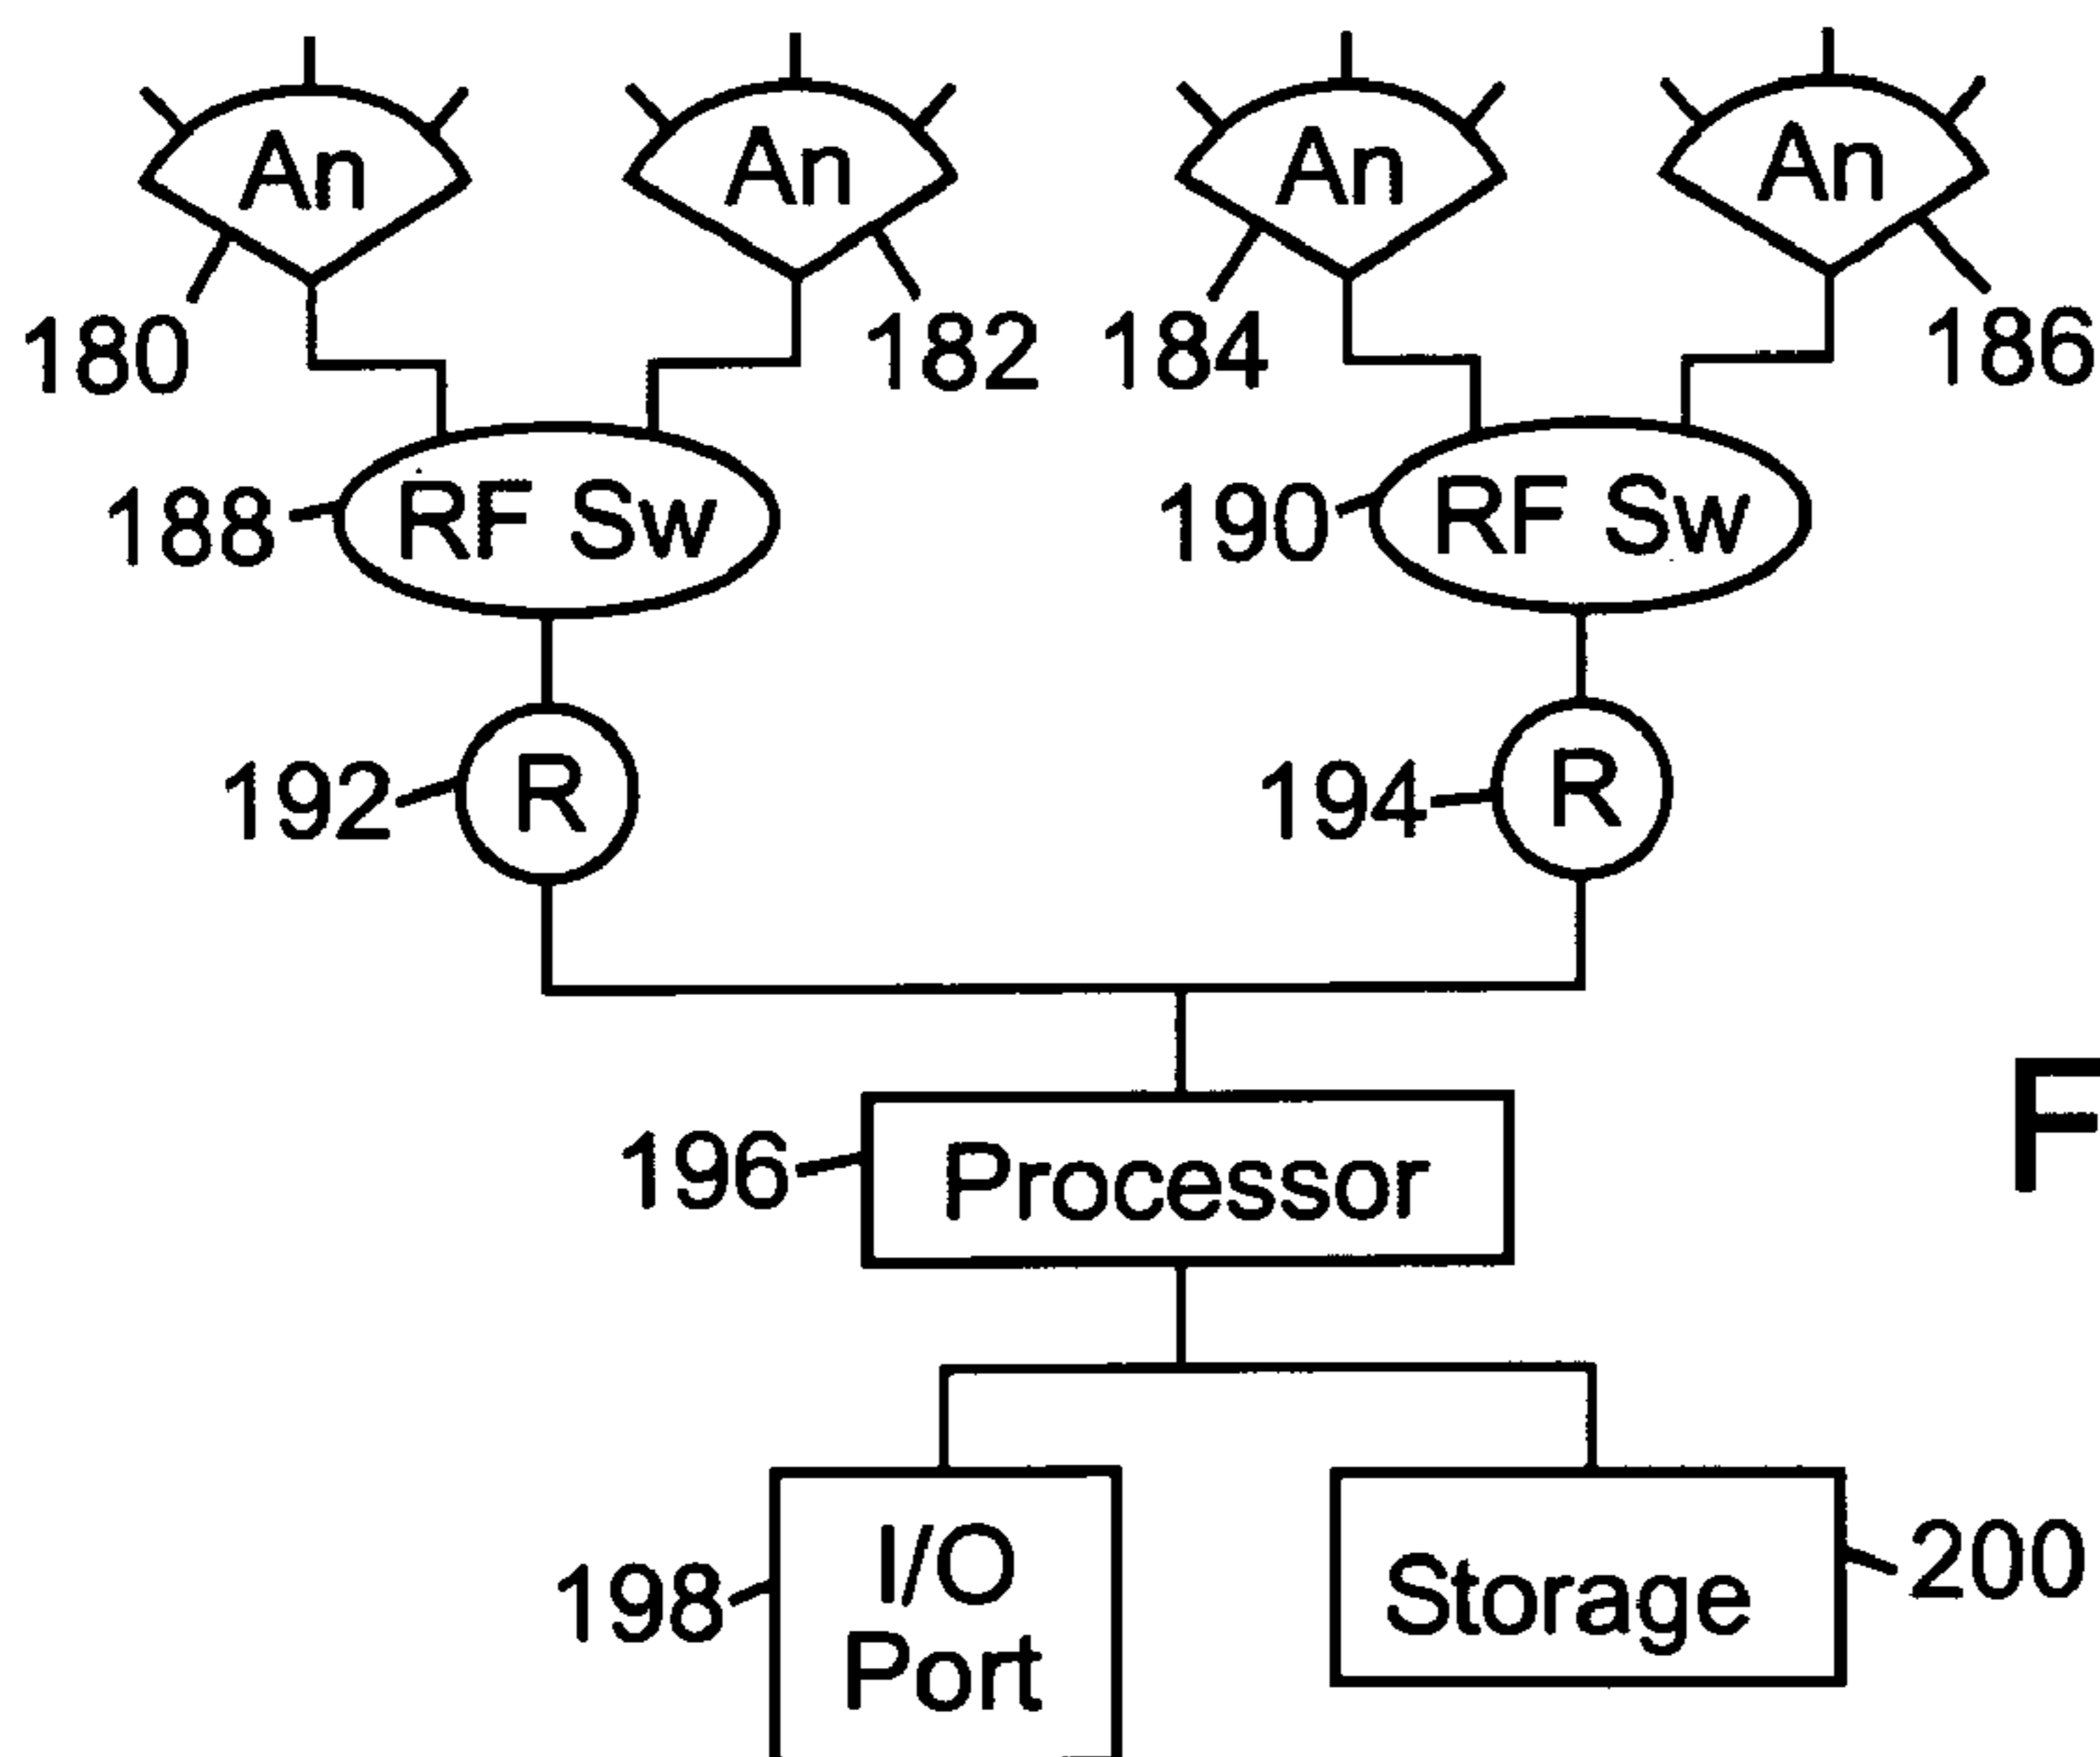 An An An An
180 182 184 186
188 RF Sw 190 RF Sw
192 R 194 R
F
196 Processor
198 I/O Port
Storage 200